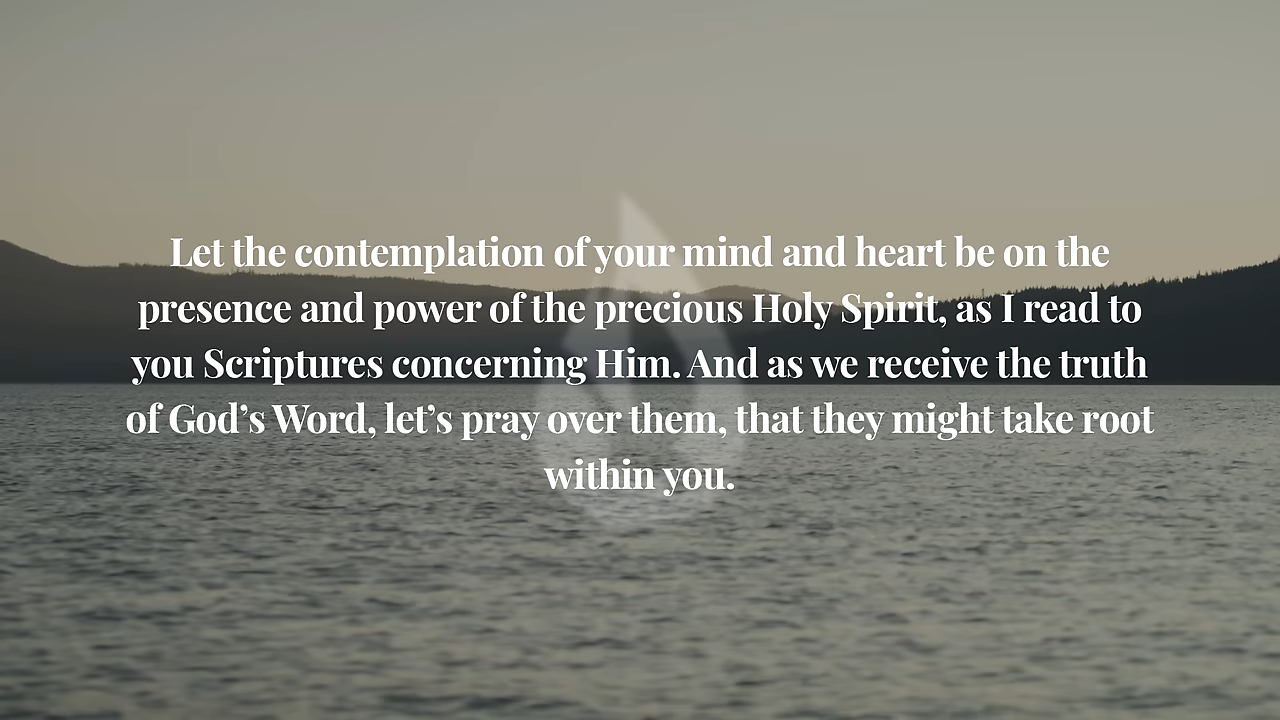 Let the contemplation of your mind and heart be on the
presence and power of the precious Holy Spirit, as I read to
you Scriptures concerning Him. And as we receive the truth
of God’s Word, let’s pray over them, that they might take root
within you.